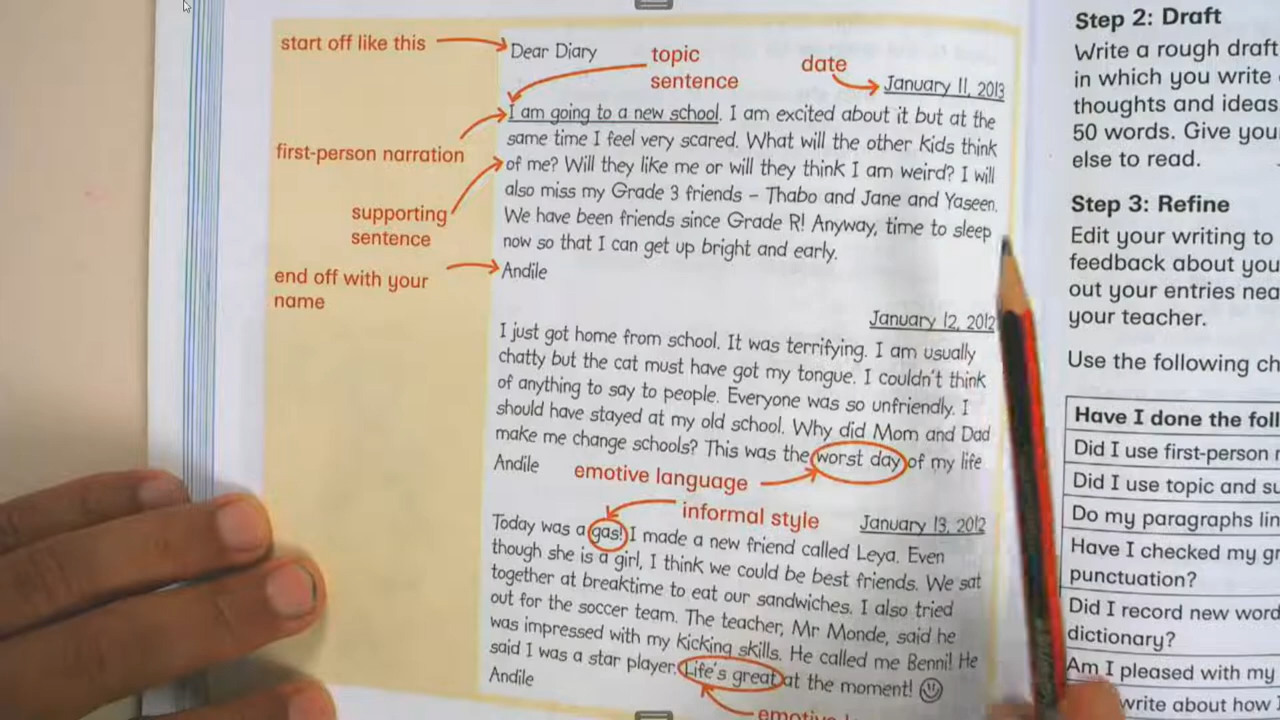 start off like this
Dear Diary
topic
sentence
date
January 11, 2013
I am going to a new school. I am excited about it but at the
same time I feel very scared. What will the other kids think
first-person narration
of me? Will they like me or will they think I am weird? I will
also miss my Grade 3 friends – Thabo and Jane and Yaseen.
supporting
sentence
We have been friends since Grade R! Anyway, time to sleep
now so that I can get up bright and early.
end off with your
name
Andile
January 12, 2012
I just got home from school. It was terrifying. I am usually
chatty but the cat must have got my tongue. I couldn't think
of anything to say to people. Everyone was so unfriendly. I
should have stayed at my old school. Why did Mom and Dad
make me change schools? This was the worst day of my life
Andile
emotive language
informal style
January 13, 2012
Today was a gas! I made a new friend called Leya. Even
though she is a girl, I think we could be best friends. We sat
together at breaktime to eat our sandwiches. I also tried
out for the soccer team. The teacher, Mr Monde, said he
was impressed with my kicking skills. He called me Benni! He
said I was a star player. Life's great at the moment!
Andile
emotive
Step 2: Draft
Write a rough draft
in which you write
thoughts and ideas
50 words. Give you
else to read.
Step 3: Refine
Edit your writing to
feedback about you
out your entries
your teacher.
Use the following
Have I done the
Did I use first-person
Did I use topic and
Do my paragraphs
Have I checked my
punctuation?
Did I record new
dictionary?
Am I pleased with my
write about how